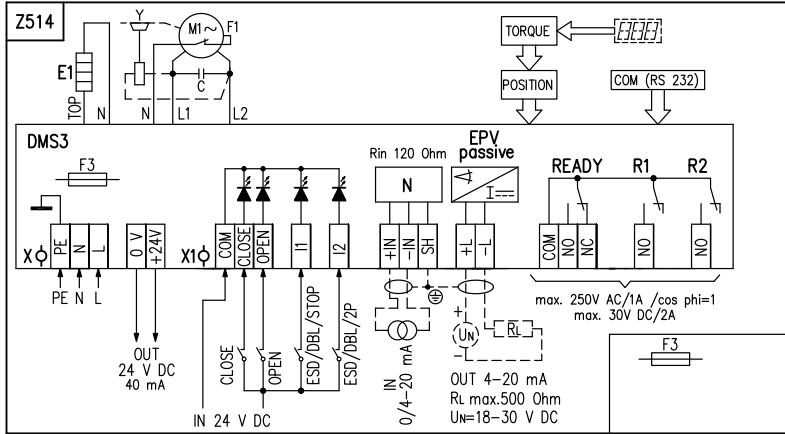 Z514
Y
M1~
F1
E1
C
TOP
N
N
L1
L2
TORQUE
POSITION
COM (RS 232)
DMS3
F3
Rin 120 Ohm
N
EPV
passive
I
READY
R1
R2
X
PE
N
L
0 V
+24V
X1
COM
CLOSE
OPEN
I1
I2
+IN
-IN
SH
+L
-L
COM
NO
NC
NO
NO
PE N L
OUT
24 V DC
40 mA
CLOSE
OPEN
ESD/DBL/STOP
ESD/DBL/2P
IN 24 V DC
IN
0/4-20 mA
+
UN
-
RL
OUT 4-20 mA
RL max.500 Ohm
UN=18-30 V DC
max. 250V AC/1A /cos phi=1
max. 30V DC/2A
F3